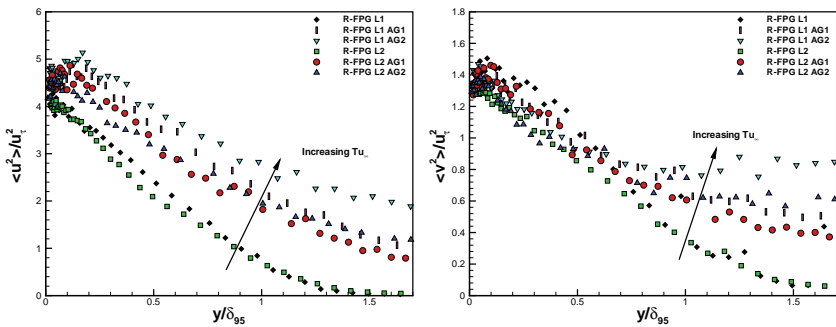 6
5
4
3
2
1
0
0
0.5
1
1.5
<u²>/u²τ
y/δ95
R-FPG L1
R-FPG L1 AG1
R-FPG L1 AG2
R-FPG L2
R-FPG L2 AG1
R-FPG L2 AG2
Increasing Tu∞
1.6
1.4
1.2
1
0.8
0.6
0.4
0.2
0
0
0.5
1
1.5
<v²>/u²τ
y/δ95
R-FPG L1
R-FPG L1 AG1
R-FPG L1 AG2
R-FPG L2
R-FPG L2 AG1
R-FPG L2 AG2
Increasing Tu∞